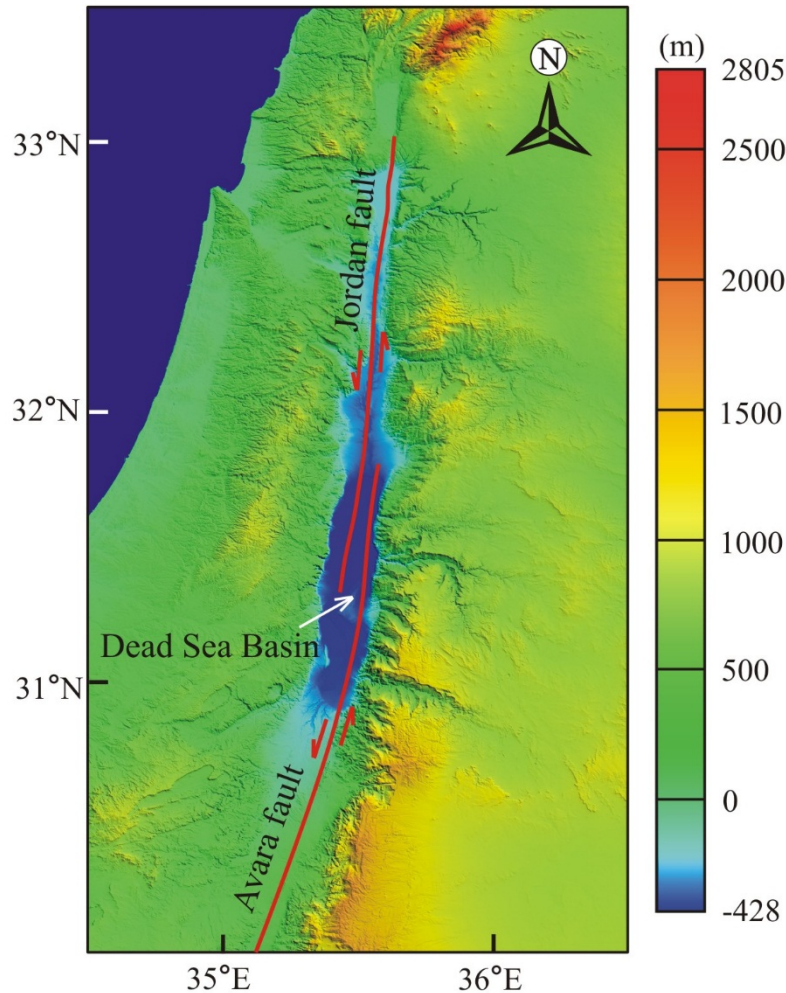 (m)
N
2805
2500
2000
1500
1000
500
0
-428
33°N
32°N
31°N
Jordan fault
Dead Sea Basin
Avara fault
35°E
36°E